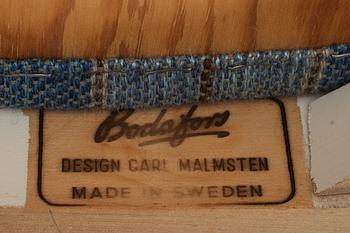 Bodafors
DESIGN CARL MALMSTEN
MADE IN SWEDEN